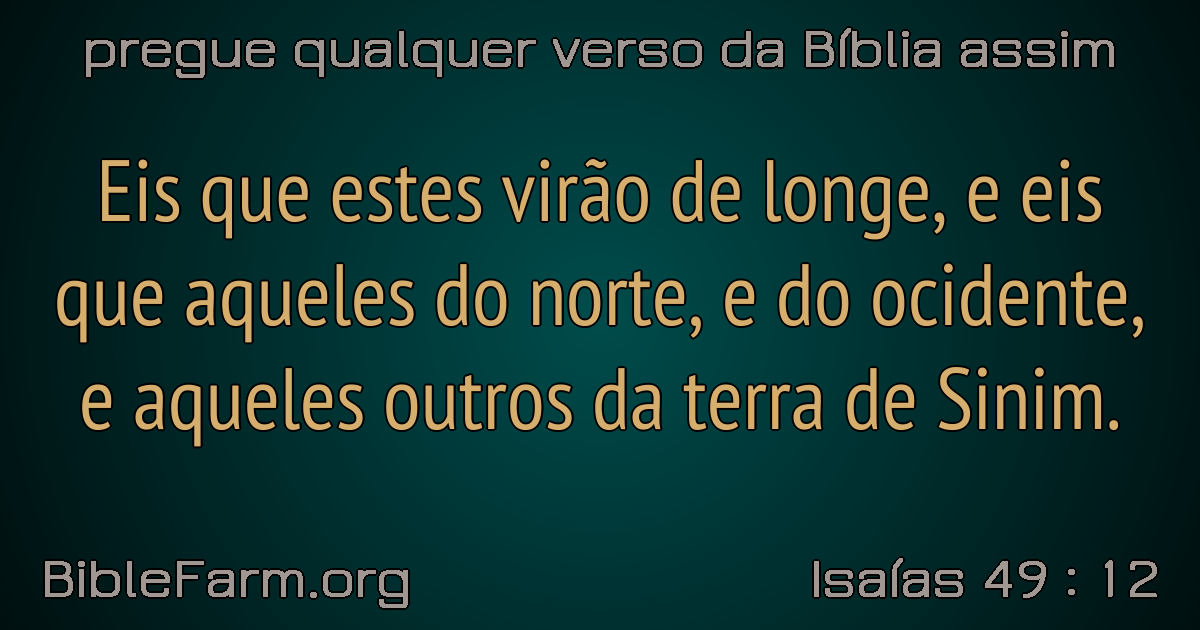 pregue qualquer verso da Bíblia assim
Eis que estes virão de longe, e eis
que aqueles do norte, e do ocidente,
e aqueles outros da terra de Sinim.
BibleFarm.org
Isaías 49 : 12